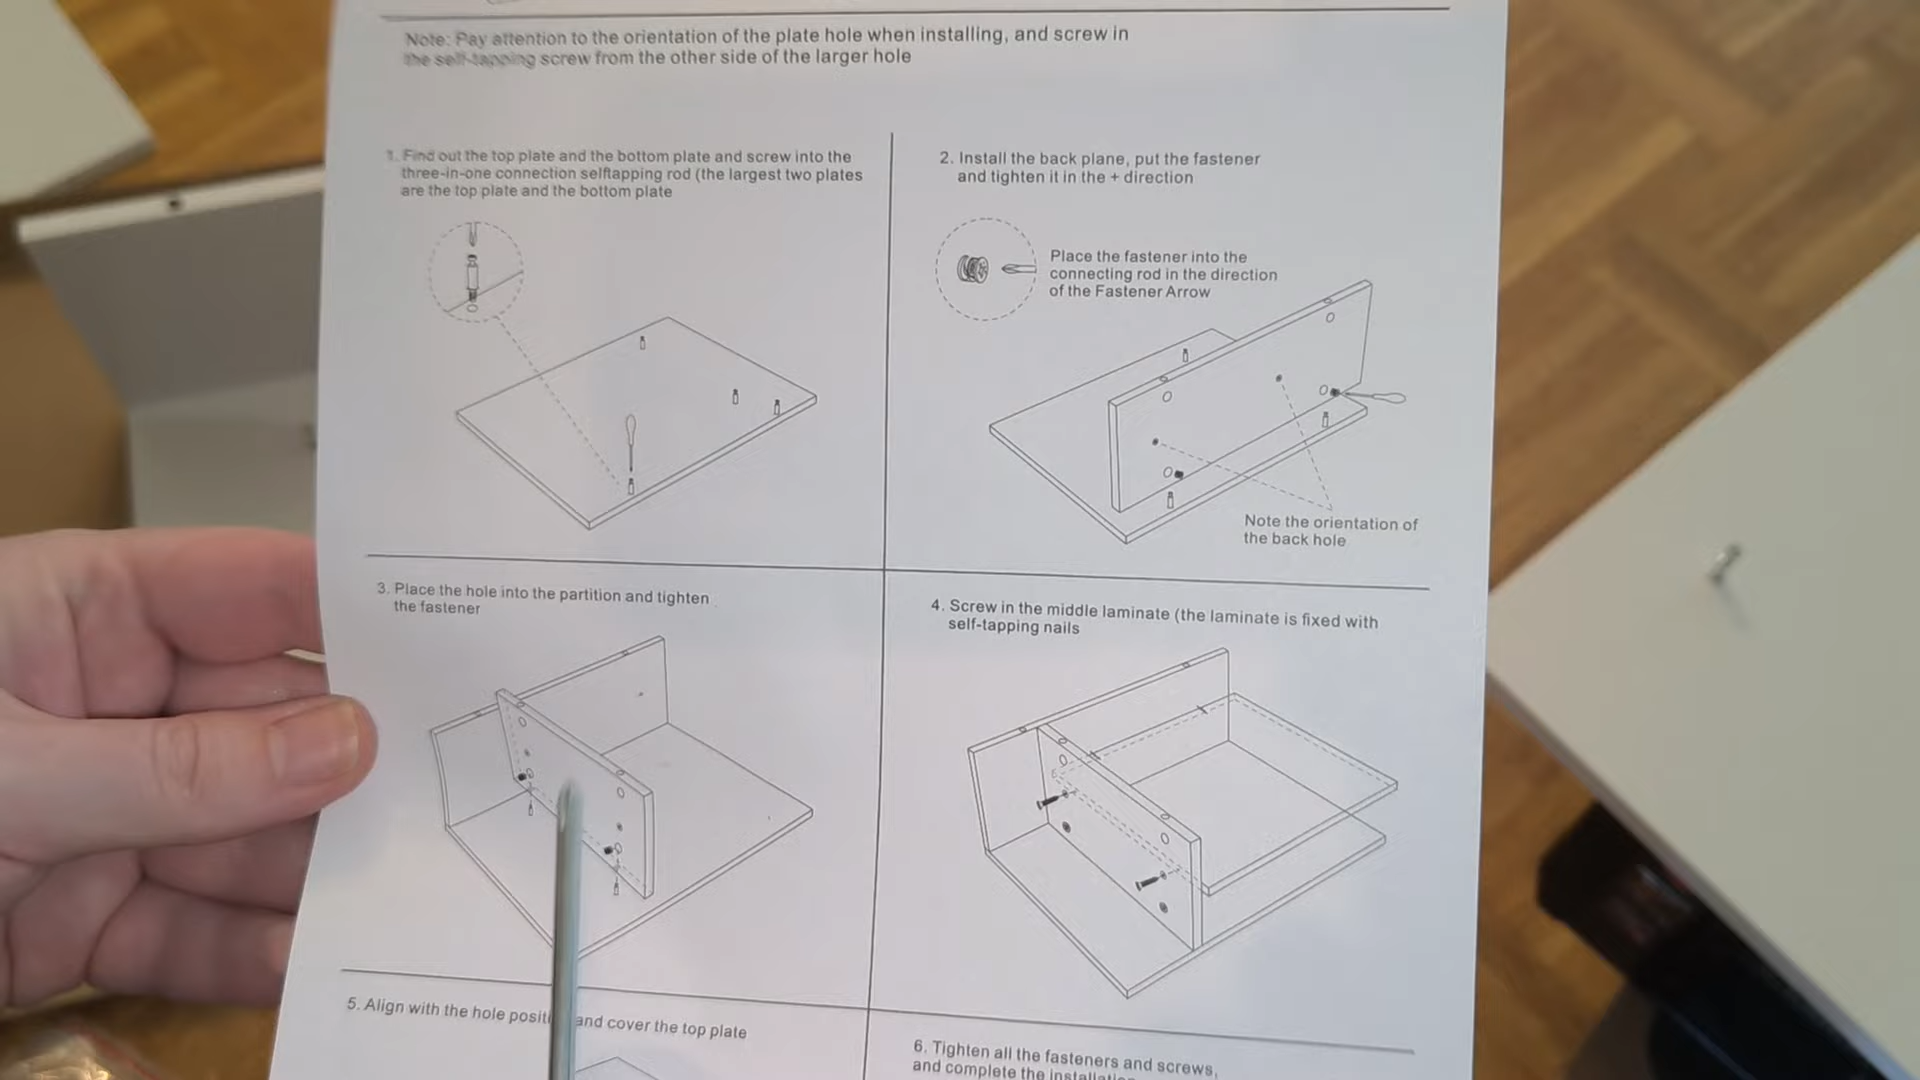 Note: Pay attention to the orientation of the plate hole when installing, and screw in
the self-tapping screw from the other side of the larger hole
1. Find out the top plate and the bottom plate and screw into the
three-in-one connection selftapping rod (the largest two plates
are the top plate and the bottom plate
2. Install the back plane, put the fastener
and tighten it in the + direction
Place the fastener into the
connecting rod in the direction
of the Fastener Arrow
Note the orientation of
the back hole
3. Place the hole into the partition and tighten
the fastener
4. Screw in the middle laminate (the laminate is fixed with
self-tapping nails
5. Align with the hole positi and cover the top plate
6. Tighten all the fasteners and screws,
and complete the